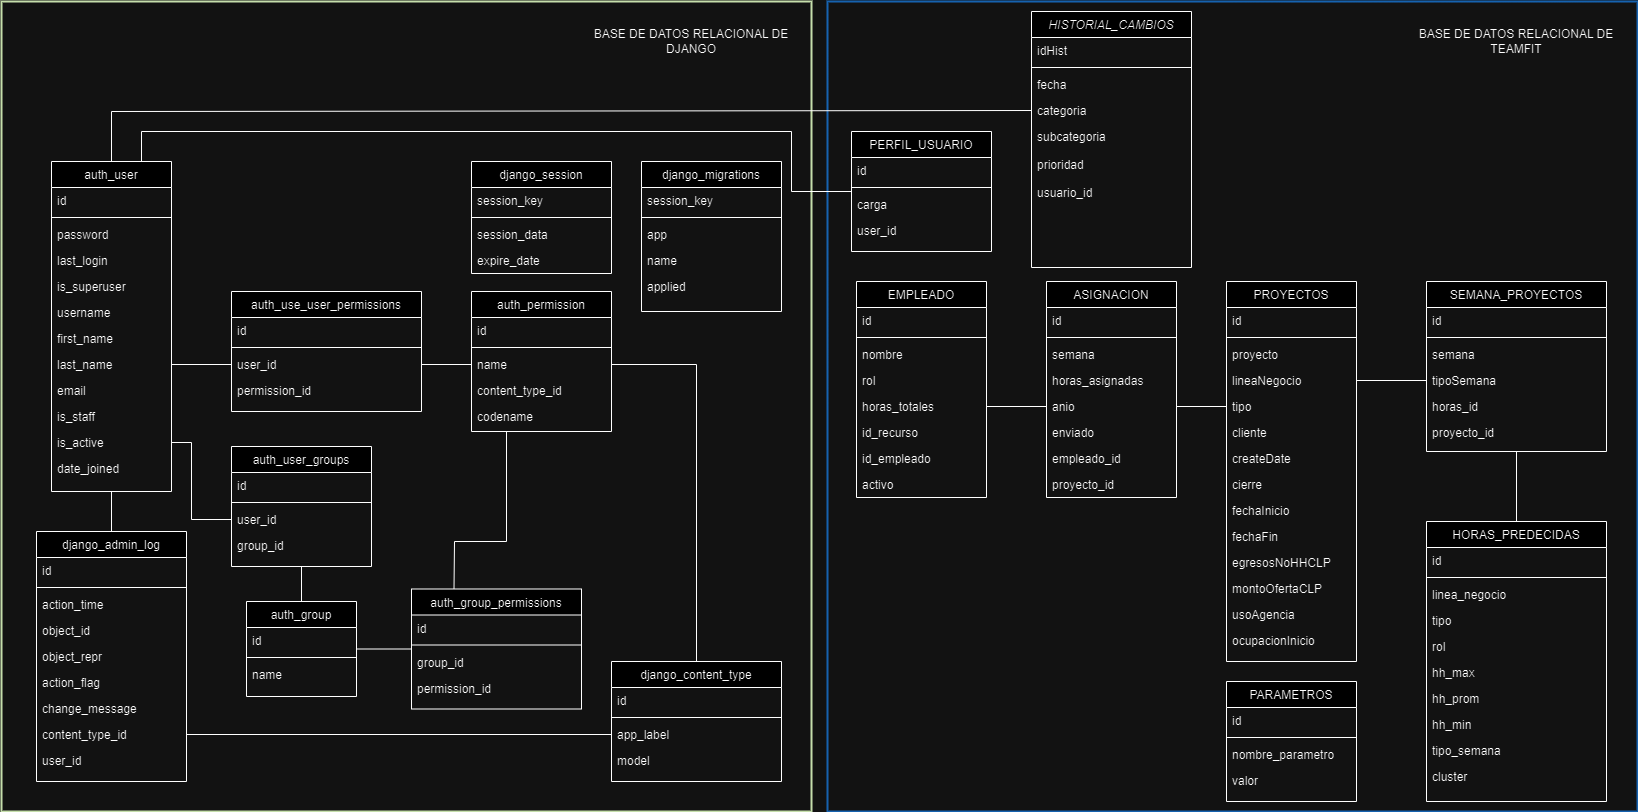 BASE DE DATOS RELACIONAL DE
DJANGO
auth_user
id
password
last_login
is_superuser
username
first_name
last_name
email
is_staff
is_active
date_joined
django_session
session_key
session_data
expire_date
django_migrations
session_key
app
name
applied
auth_use_user_permissions
id
user_id
permission_id
auth_permission
id
name
content_type_id
codename
auth_user_groups
id
user_id
group_id
django_admin_log
id
action_time
object_id
object_repr
action_flag
change_message
content_type_id
user_id
auth_group
id
name
auth_group_permissions
id
group_id
permission_id
django_content_type
id
app_label
model
BASE DE DATOS RELACIONAL DE
TEAMFIT
HISTORIAL_CAMBIOS
idHist
fecha
categoria
subcategoria
prioridad
usuario_id
PERFIL_USUARIO
id
carga
user_id
EMPLEADO
id
nombre
rol
horas_totales
id_recurso
id_empleado
activo
ASIGNACION
id
semana
horas_asignadas
anio
enviado
empleado_id
proyecto_id
PROYECTOS
id
proyecto
lineaNegocio
tipo
cliente
createDate
cierre
fechaInicio
fechaFin
egresosNoHHCLP
montoOfertaCLP
usoAgencia
ocupacionInicio
SEMANA_PROYECTOS
id
semana
tipoSemana
horas_id
proyecto_id
HORAS_PREDECIDAS
id
linea_negocio
tipo
rol
hh_max
hh_prom
hh_min
tipo_semana
cluster
PARAMETROS
id
nombre_parametro
valor